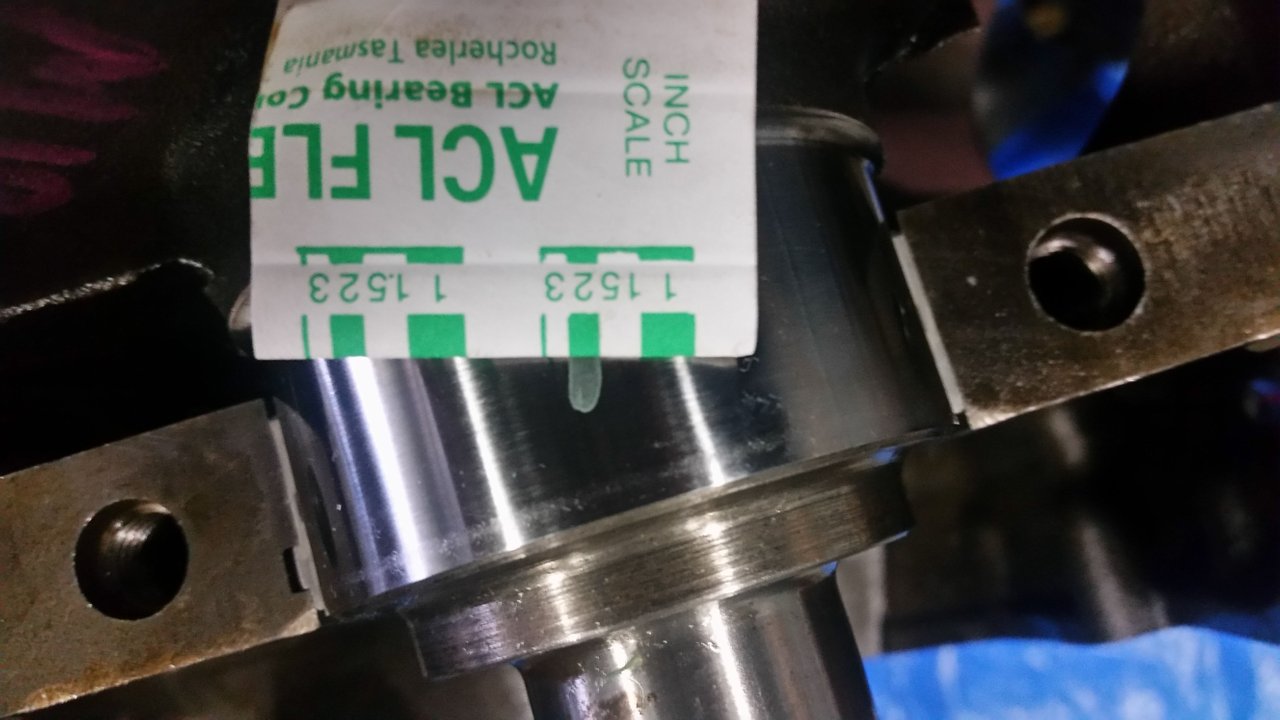 1 1.5 2 3
1 1.5 2 3
INCH
SCALE
ACL FLE
ACL Bearing Co
Rocherlea Tasmania